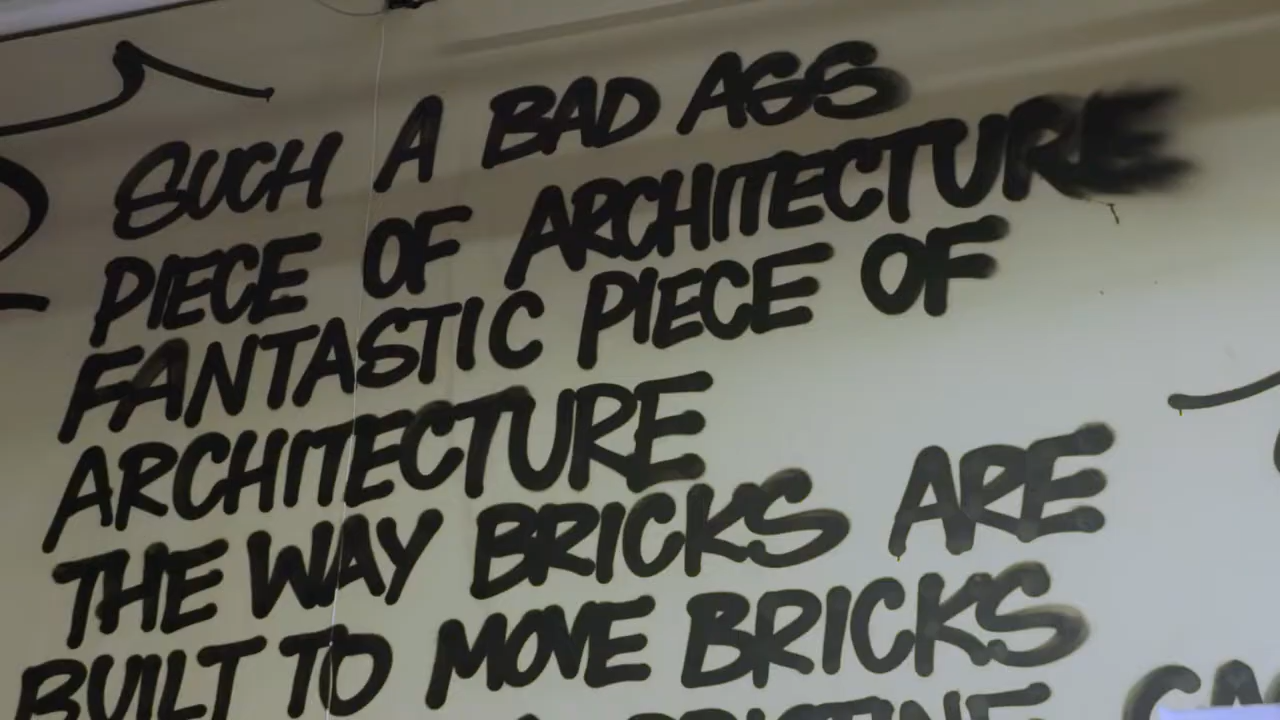 SUCH A BAD ASS
PIECE OF ARCHITECTURE
FANTASTIC PIECE OF
ARCHITECTURE
THE WAY BRICKS ARE
BUILT TO MOVE BRICKS